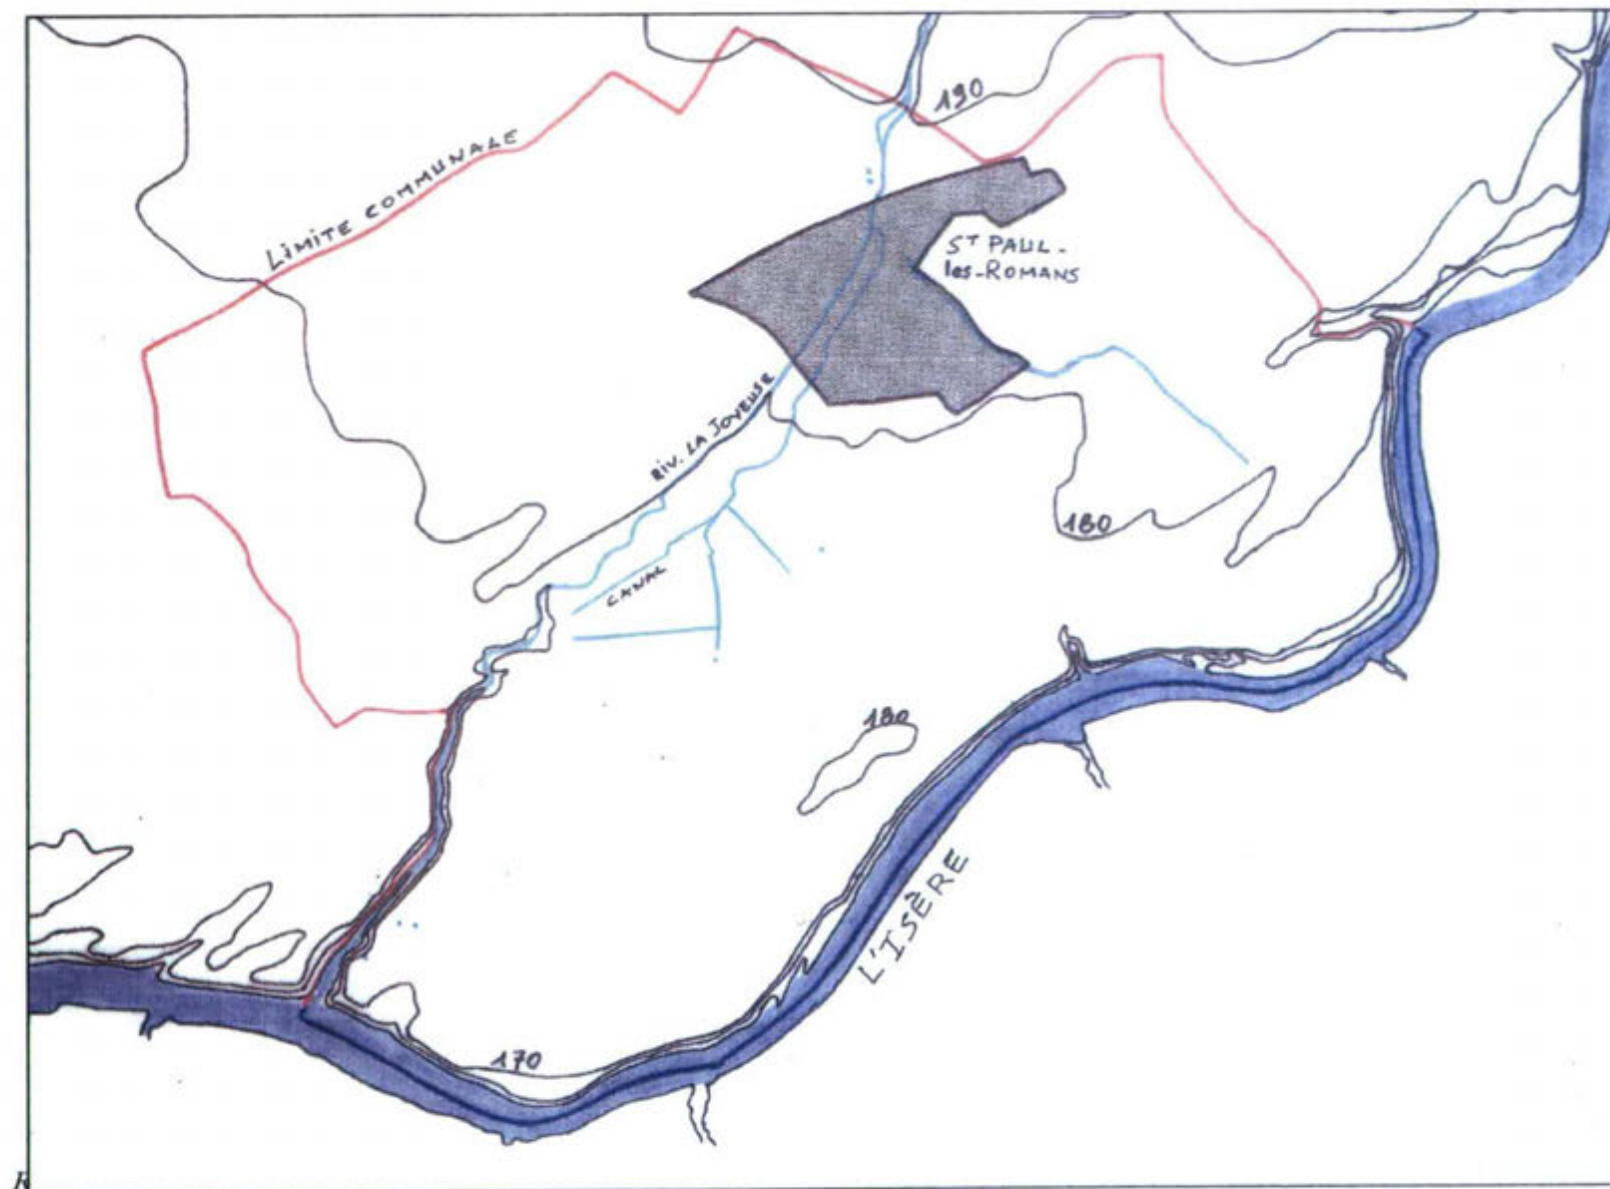 190
LIMITE COMMUNALE
ST PAUL-
les-ROMANS
RIV. LA JOYEUSE
180
CANAL
180
L'ISÈRE
170